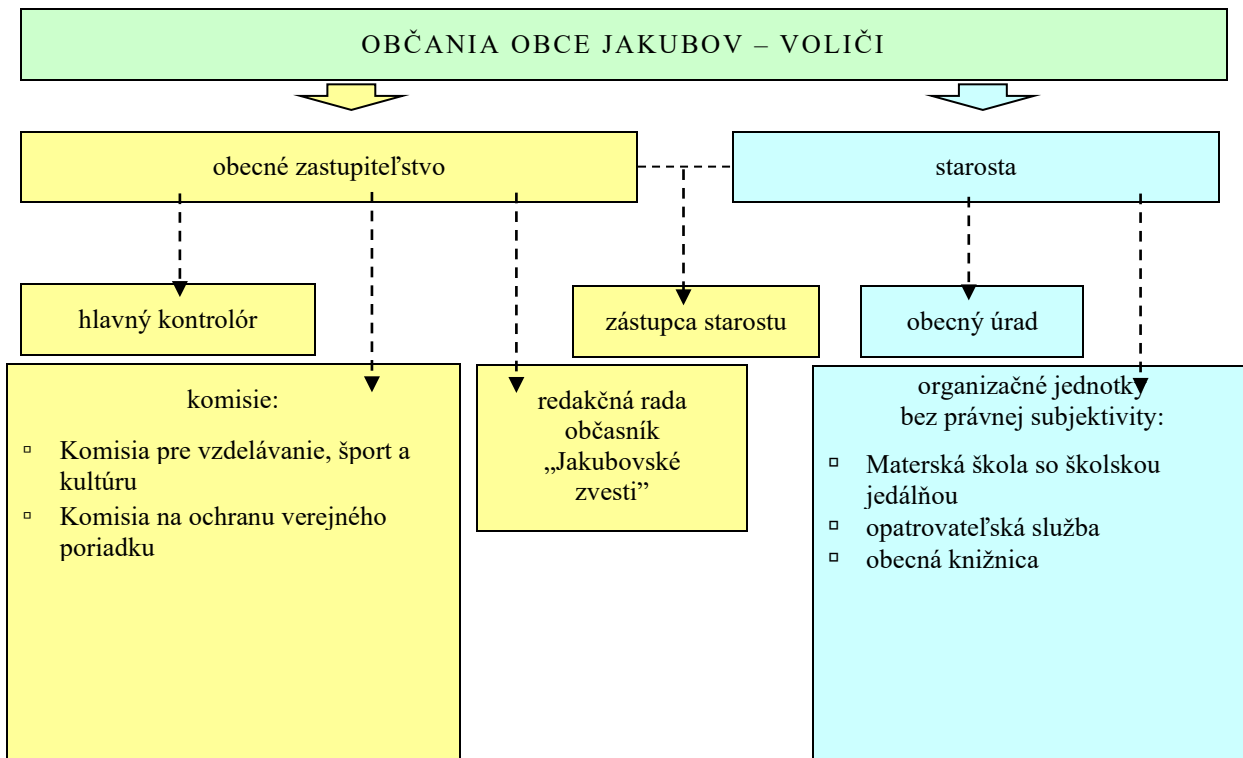 OBČANIA OBCE JAKUBOV – VOLIČI
obecné zastupiteľstvo
starosta
hlavný kontrolór
zástupca starostu
obecný úrad
komisie:
▫ Komisia pre vzdelávanie, šport a
kultúru
▫ Komisia na ochranu verejného
poriadku
redakčná rada
občasník
„Jakubovské
zvesti”
organizačné jednotky
bez právnej subjektivity:
▫ Materská škola so školskou
jedálňou
▫ opatrovateľská služba
▫ obecná knižnica